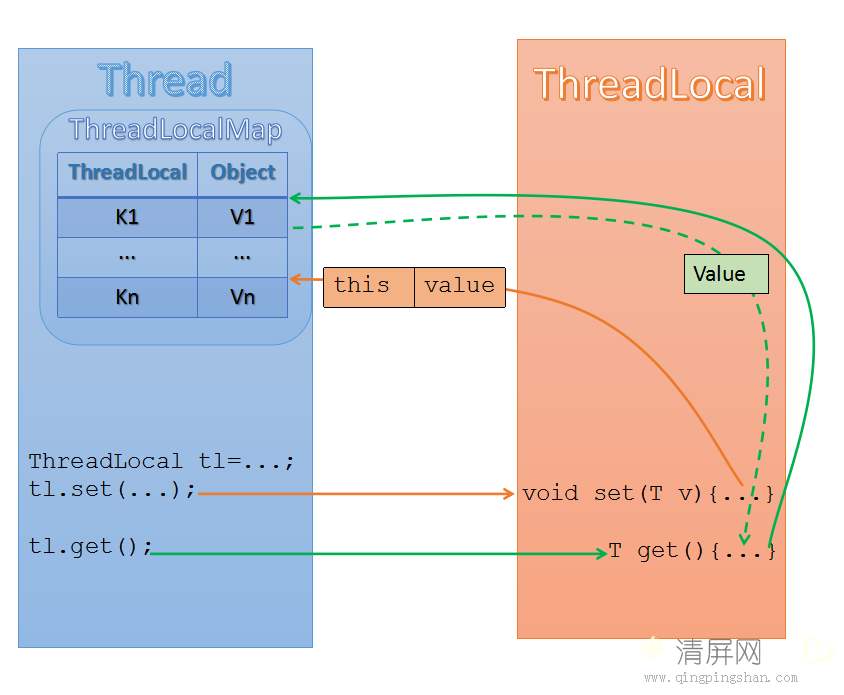 Thread
ThreadLocal
ThreadLocalMap
ThreadLocal Object
K1 V1
... ...
Kn Vn
this value
Value
ThreadLocal tl=...;
tl.set(...);
void set(T v){...}
tl.get();
T get(){...}
清屏网
www.qingpingshan.com